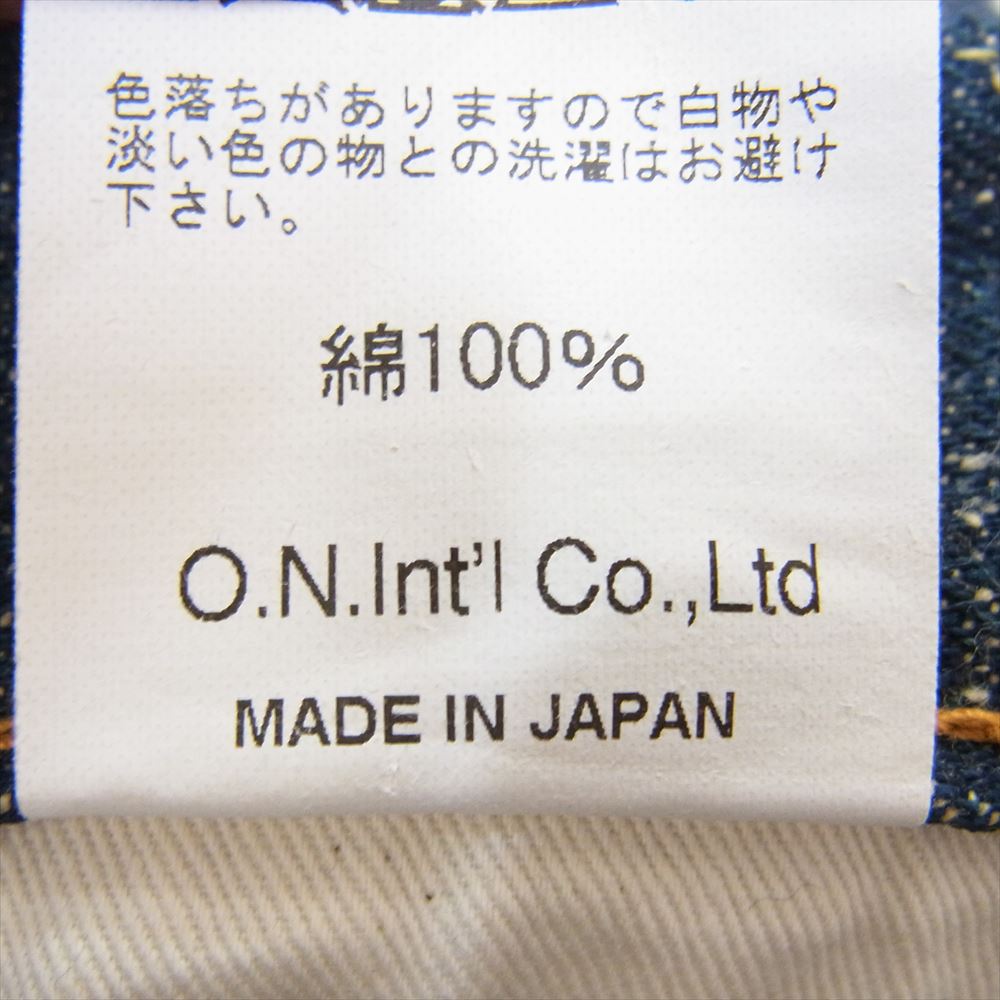 色落ちがありますので白物や
淡い色の物との洗濯はお避け
下さい。
綿100%
O.N.Int'l Co.,Ltd
MADE IN JAPAN